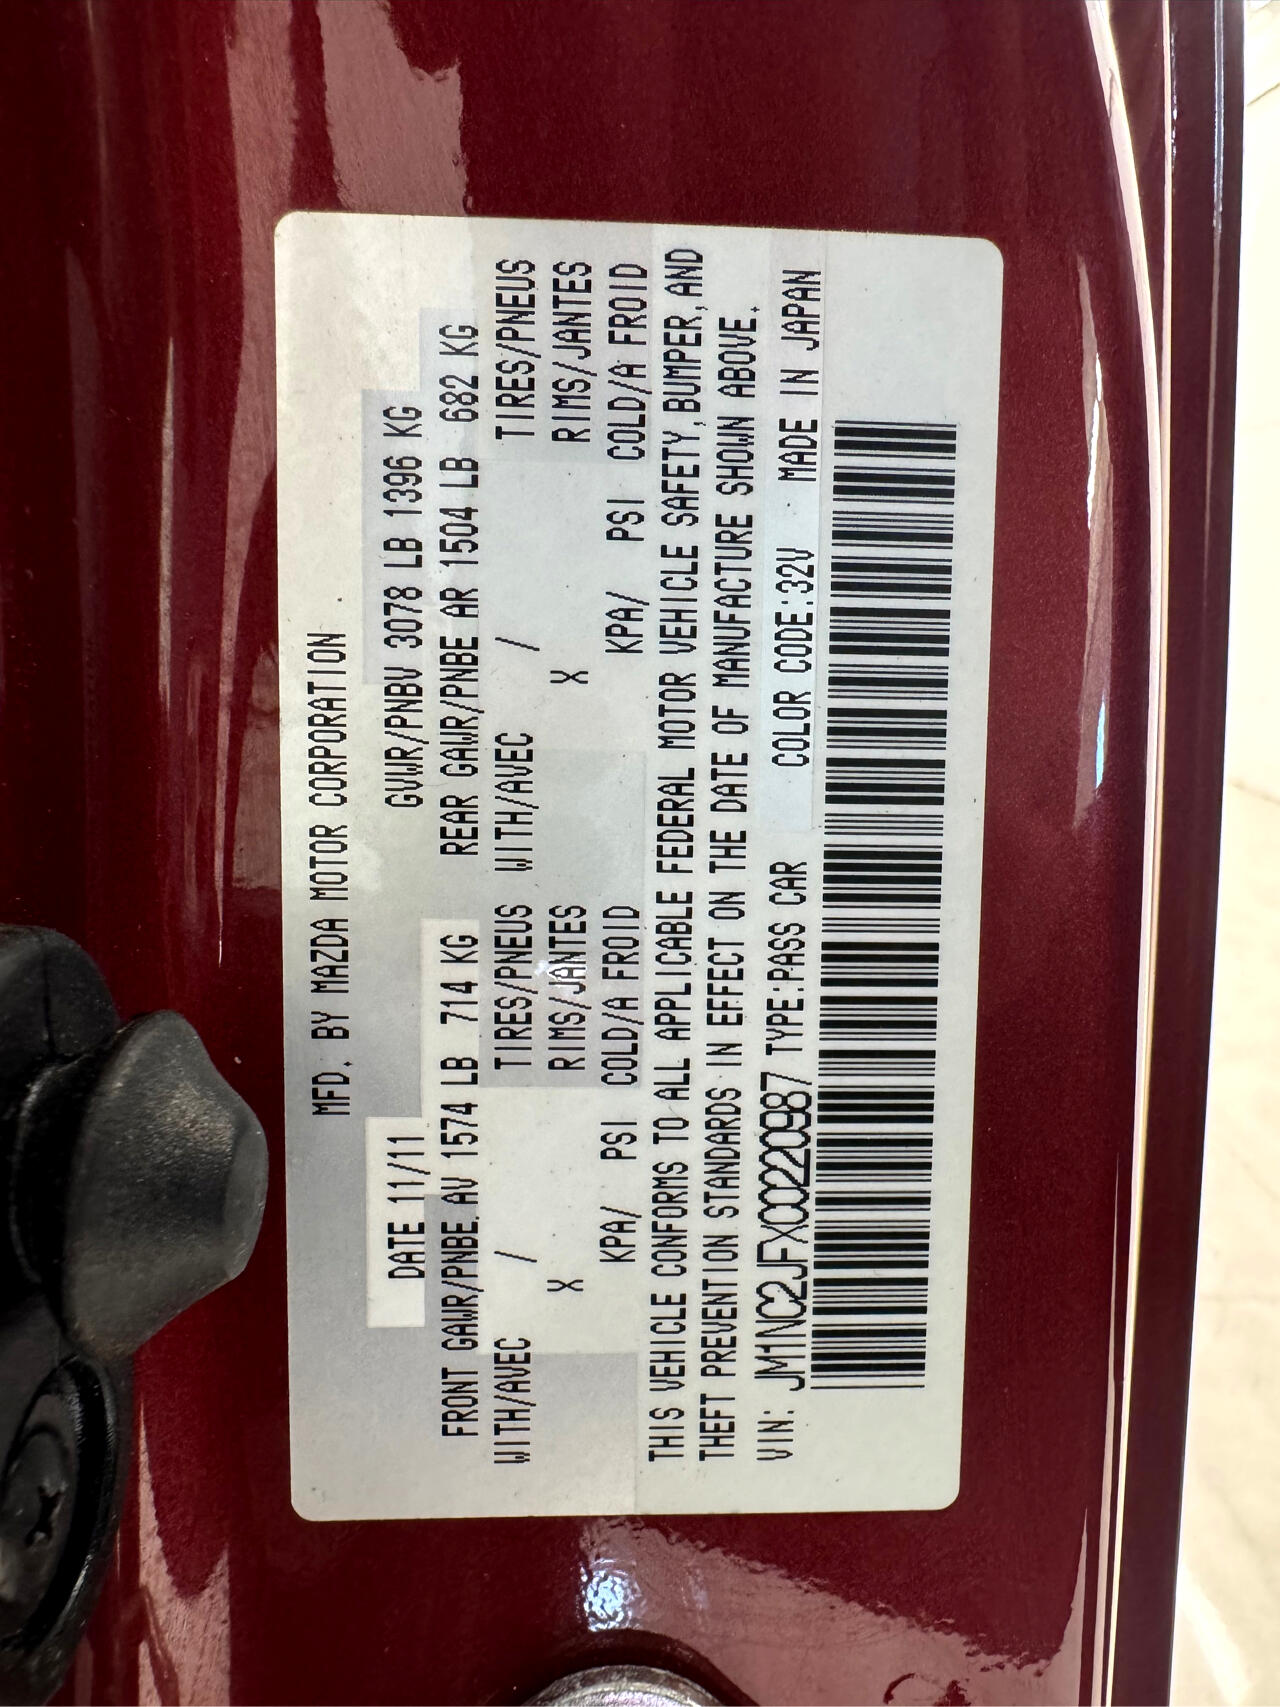 MFD. BY MAZDA MOTOR CORPORATION
DATE 11/11 GVWR/PNBV 3078 LB 1396 KG
FRONT GAWR/PNBE. AV 1574 LB 714 KG REAR GAWR/PNBE AR 1504 LB 682 KG
WITH/AVEC / TIRES/PNEUS WITH/AVEC / TIRES/PNEUS
X RIMS/JANTES X RIMS/JANTES
KPA/ PSI COLD/A FROID KPA/ PSI COLD/A FROID
THIS VEHICLE CONFORMS TO ALL APPLICABLE FEDERAL MOTOR VEHICLE SAFETY, BUMPER, AND
THEFT PREVENTION STANDARDS IN EFFECT ON THE DATE OF MANUFACTURE SHOWN ABOVE.
VIN: JM1NC2JFXC0220987 TYPE:PASS CAR COLOR CODE:32V MADE IN JAPAN